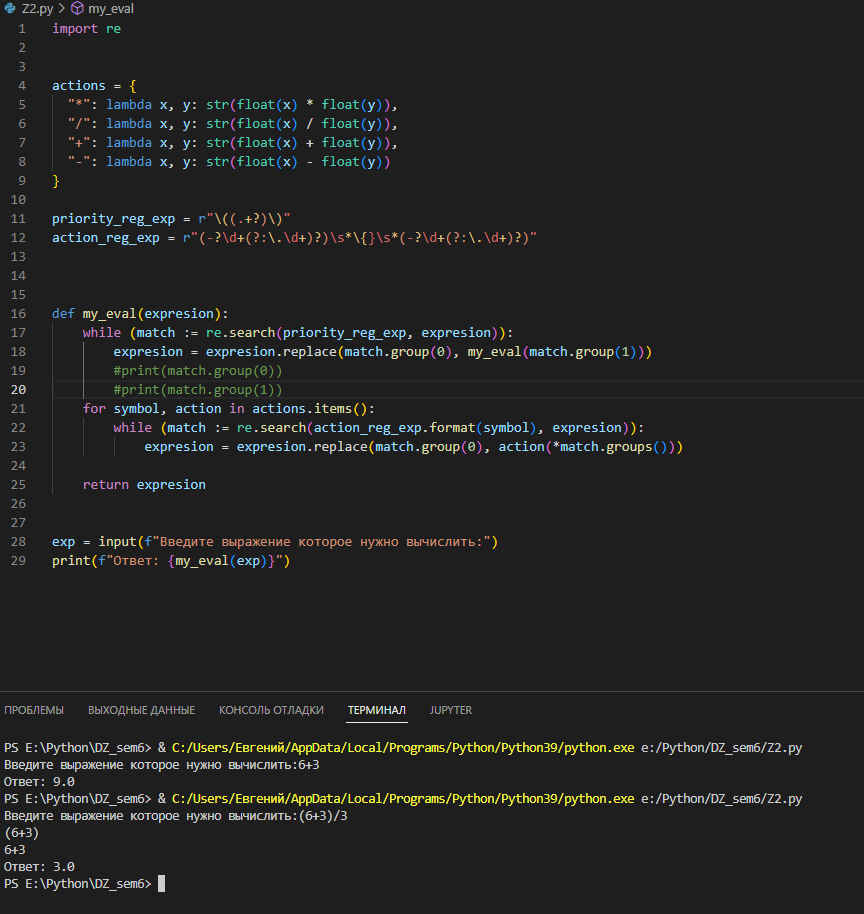 Z2.py > my_eval
1 import re
2
3
4 actions = {
5 "*": lambda x, y: str(float(x) * float(y)),
6 "/": lambda x, y: str(float(x) / float(y)),
7 "+": lambda x, y: str(float(x) + float(y)),
8 "-": lambda x, y: str(float(x) - float(y))
9 }
10
11 priority_reg_exp = r"\((.+?)\)"
12 action_reg_exp = r"(-?\d+(?:\.\d+)?)\s*\{}\s*(-?\d+(?:\.\d+)?)"
13
14
15
16 def my_eval(expresion):
17 while (match := re.search(priority_reg_exp, expresion)):
18 expresion = expresion.replace(match.group(0), my_eval(match.group(1)))
19 #print(match.group(0))
20 #print(match.group(1))
21 for symbol, action in actions.items():
22 while (match := re.search(action_reg_exp.format(symbol), expresion)):
23 expresion = expresion.replace(match.group(0), action(*match.groups()))
24
25 return expresion
26
27
28 exp = input(f"Введите выражение которое нужно вычислить:")
29 print(f"Ответ: {my_eval(exp)}")
ПРОБЛЕМЫ ВЫХОДНЫЕ ДАННЫЕ КОНСОЛЬ ОТЛАДКИ ТЕРМИНАЛ JUPYTER
PS E:\Python\DZ_sem6> & C:/Users/Евгений/AppData/Local/Programs/Python/Python39/python.exe e:/Python/DZ_sem6/Z2.py
Введите выражение которое нужно вычислить:6+3
Ответ: 9.0
PS E:\Python\DZ_sem6> & C:/Users/Евгений/AppData/Local/Programs/Python/Python39/python.exe e:/Python/DZ_sem6/Z2.py
Введите выражение которое нужно вычислить:(6+3)/3
(6+3)
6+3
Ответ: 3.0
PS E:\Python\DZ_sem6>